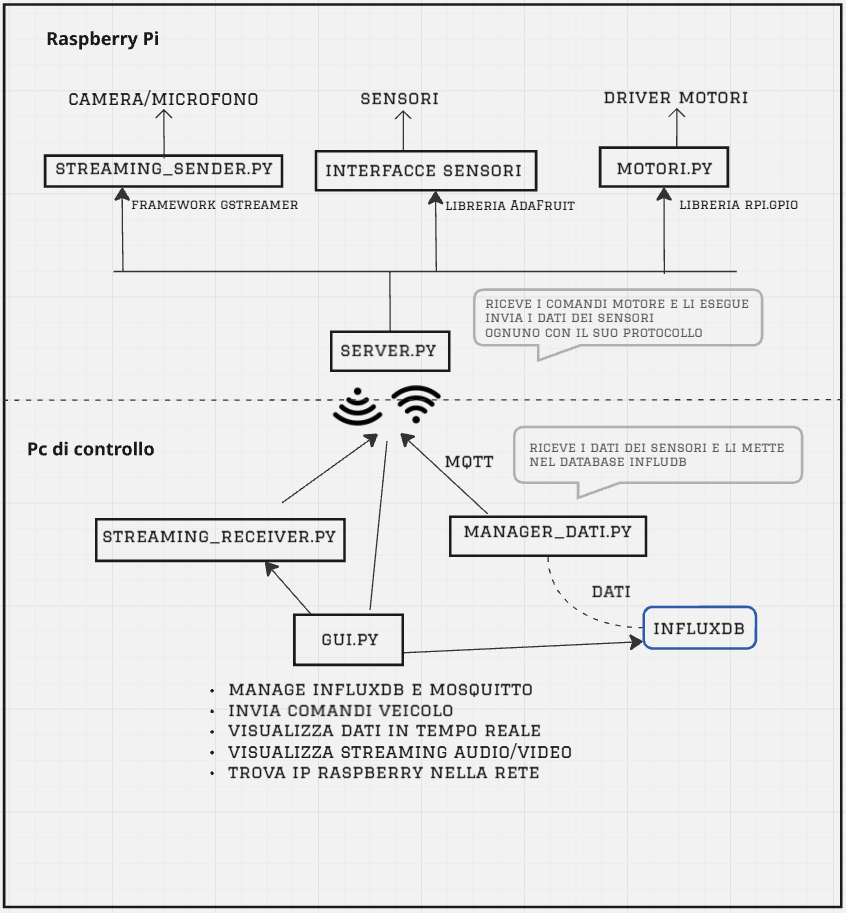 Raspberry Pi
CAMERA/MICROFONO
SENSORI
DRIVER MOTORI
STREAMING_SENDER.PY
INTERFACCE SENSORI
MOTORI.PY
FRAMEWORK GSTREAMER
LIBRERIA ADAFRUIT
LIBRERIA RPI.GPIO
RICEVE I COMANDI MOTORE E LI ESEGUE
INVIA I DATI DEI SENSORI
OGNUNO CON IL SUO PROTOCOLLO
SERVER.PY
Pc di controllo
MQTT
RICEVE I DATI DEI SENSORI E LI METTE
NEL DATABASE INFLUDB
STREAMING_RECEIVER.PY
MANAGER_DATI.PY
DATI
GUI.PY
INFLUXDB
• MANAGE INFLUXDB E MOSQUITTO
• INVIA COMANDI VEICOLO
• VISUALIZZA DATI IN TEMPO REALE
• VISUALIZZA STREAMING AUDIO/VIDEO
• TROVA IP RASPBERRY NELLA RETE